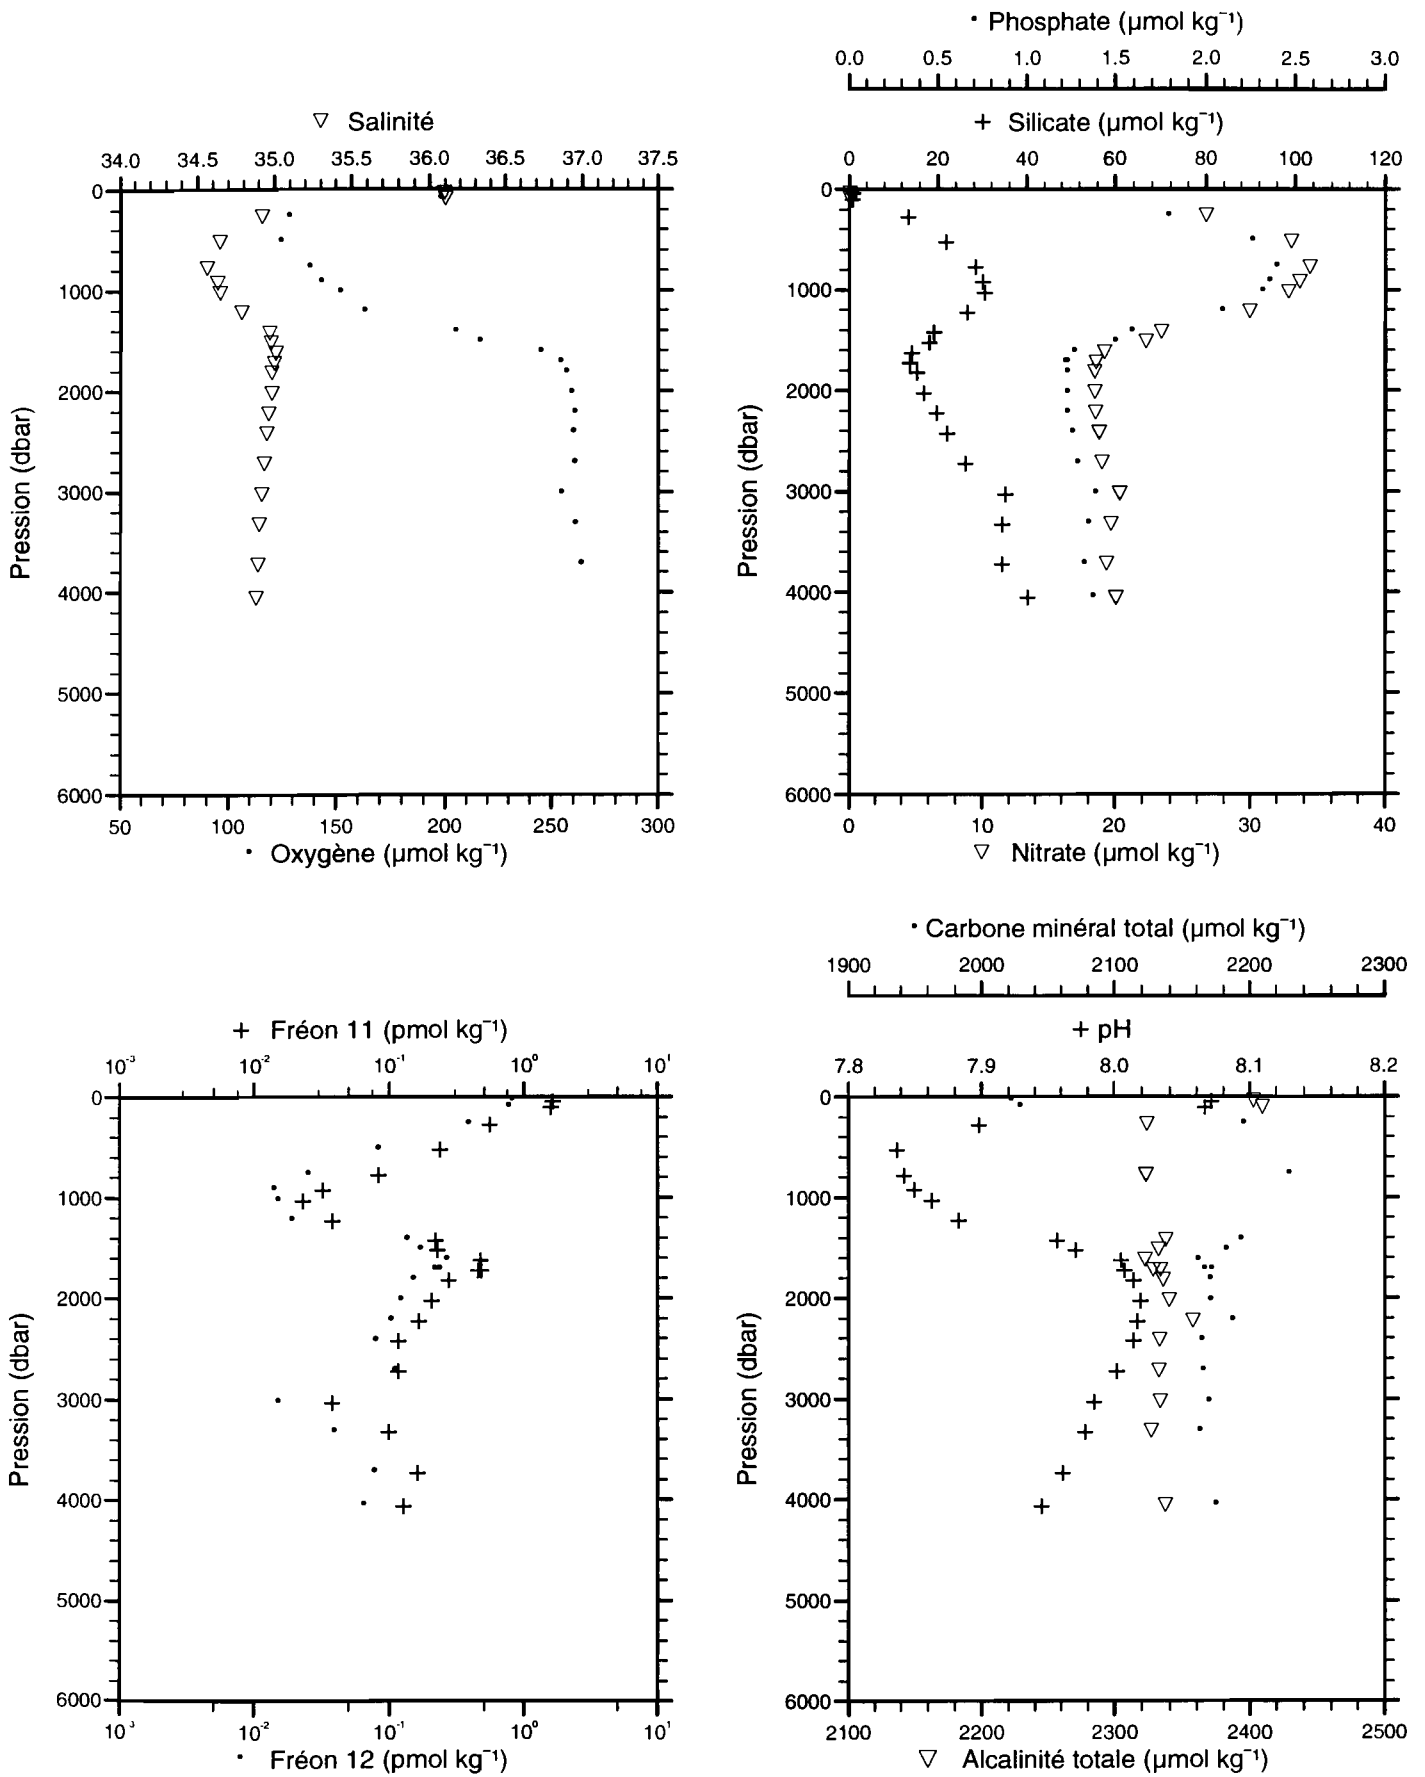 • Phosphate (µmol kg⁻¹)
0.0 0.5 1.0 1.5 2.0 2.5 3.0
▽ Salinité
+ Silicate (µmol kg⁻¹)
34.0 34.5 35.0 35.5 36.0 36.5 37.0 37.5
0 20 40 60 80 100 120
0
1000
2000
3000
4000
5000
6000
Pression (dbar)
50 100 150 200 250 300
• Oxygène (µmol kg⁻¹)
0
1000
2000
3000
4000
5000
6000
Pression (dbar)
0 10 20 30 40
▽ Nitrate (µmol kg⁻¹)
• Carbone minéral total (µmol kg⁻¹)
1900 2000 2100 2200 2300
+ Fréon 11 (pmol kg⁻¹)
+ pH
10⁻³ 10⁻² 10⁻¹ 10⁰ 10¹
7.8 7.9 8.0 8.1 8.2
0
1000
2000
3000
4000
5000
6000
Pression (dbar)
10⁻³ 10⁻² 10⁻¹ 10⁰ 10¹
• Fréon 12 (pmol kg⁻¹)
0
1000
2000
3000
4000
5000
6000
Pression (dbar)
2100 2200 2300 2400 2500
▽ Alcalinité totale (µmol kg⁻¹)